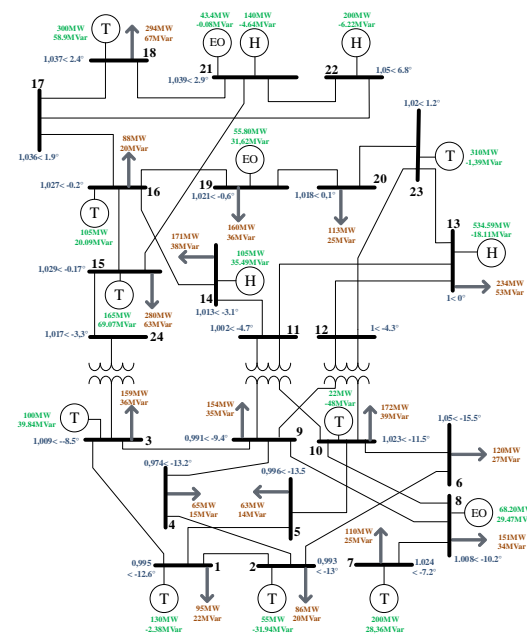 300MW
58.9MVar
T
294MW
67MVar
18
1,037< 2.4°
43.4MW
-0.08MVar
EO
140MW
-4.64MVar
H
21
1,039< 2.9°
200MW
-6.22MVar
H
22
1,05< 6.8°
17
1,036< 1.9°
1,02< 1.2°
T
310MW
-1,39MVar
23
88MW
20MVar
1,027< -0.2°
16
T
105MW
20.09MVar
55.80MW
31.62MVar
EO
19
1,021< -0,6°
160MW
36MVar
20
1,018< 0,1°
113MW
25MVar
13
534.59MW
-18.11MVar
H
234MW
53MVar
1< 0°
171MW
38MVar
105MW
35.49MVar
H
14
1,013< -3.1°
15
1,029< -0.17°
T
165MW
69.07MVar
280MW
63MVar
1,017< -3,3°
24
1,002< -4.7°
11
12
1< -4.3°
100MW
39.84MVar
T
159MW
36MVar
1,009< --8.5°
3
154MW
35MVar
0,991< -9.4°
9
22MW
-48MVar
T
10
172MW
39MVar
1,023< -11.5°
1,05< -15.5°
120MW
27MVar
6
0,974< -13.2°
65MW
15MVar
4
0,996< -13.5
63MW
14MVar
5
8
EO
68.20MW
29.47MVar
151MW
34MVar
1.008< -10.2°
110MW
25MVar
7
1.024
< -7.2°
T
200MW
28,36MVar
0,995
< -12.6°
1
T
130MW
-2.38MVar
95MW
22MVar
2
0,993
< -13°
T
55MW
-31.94MVar
86MW
20MVar